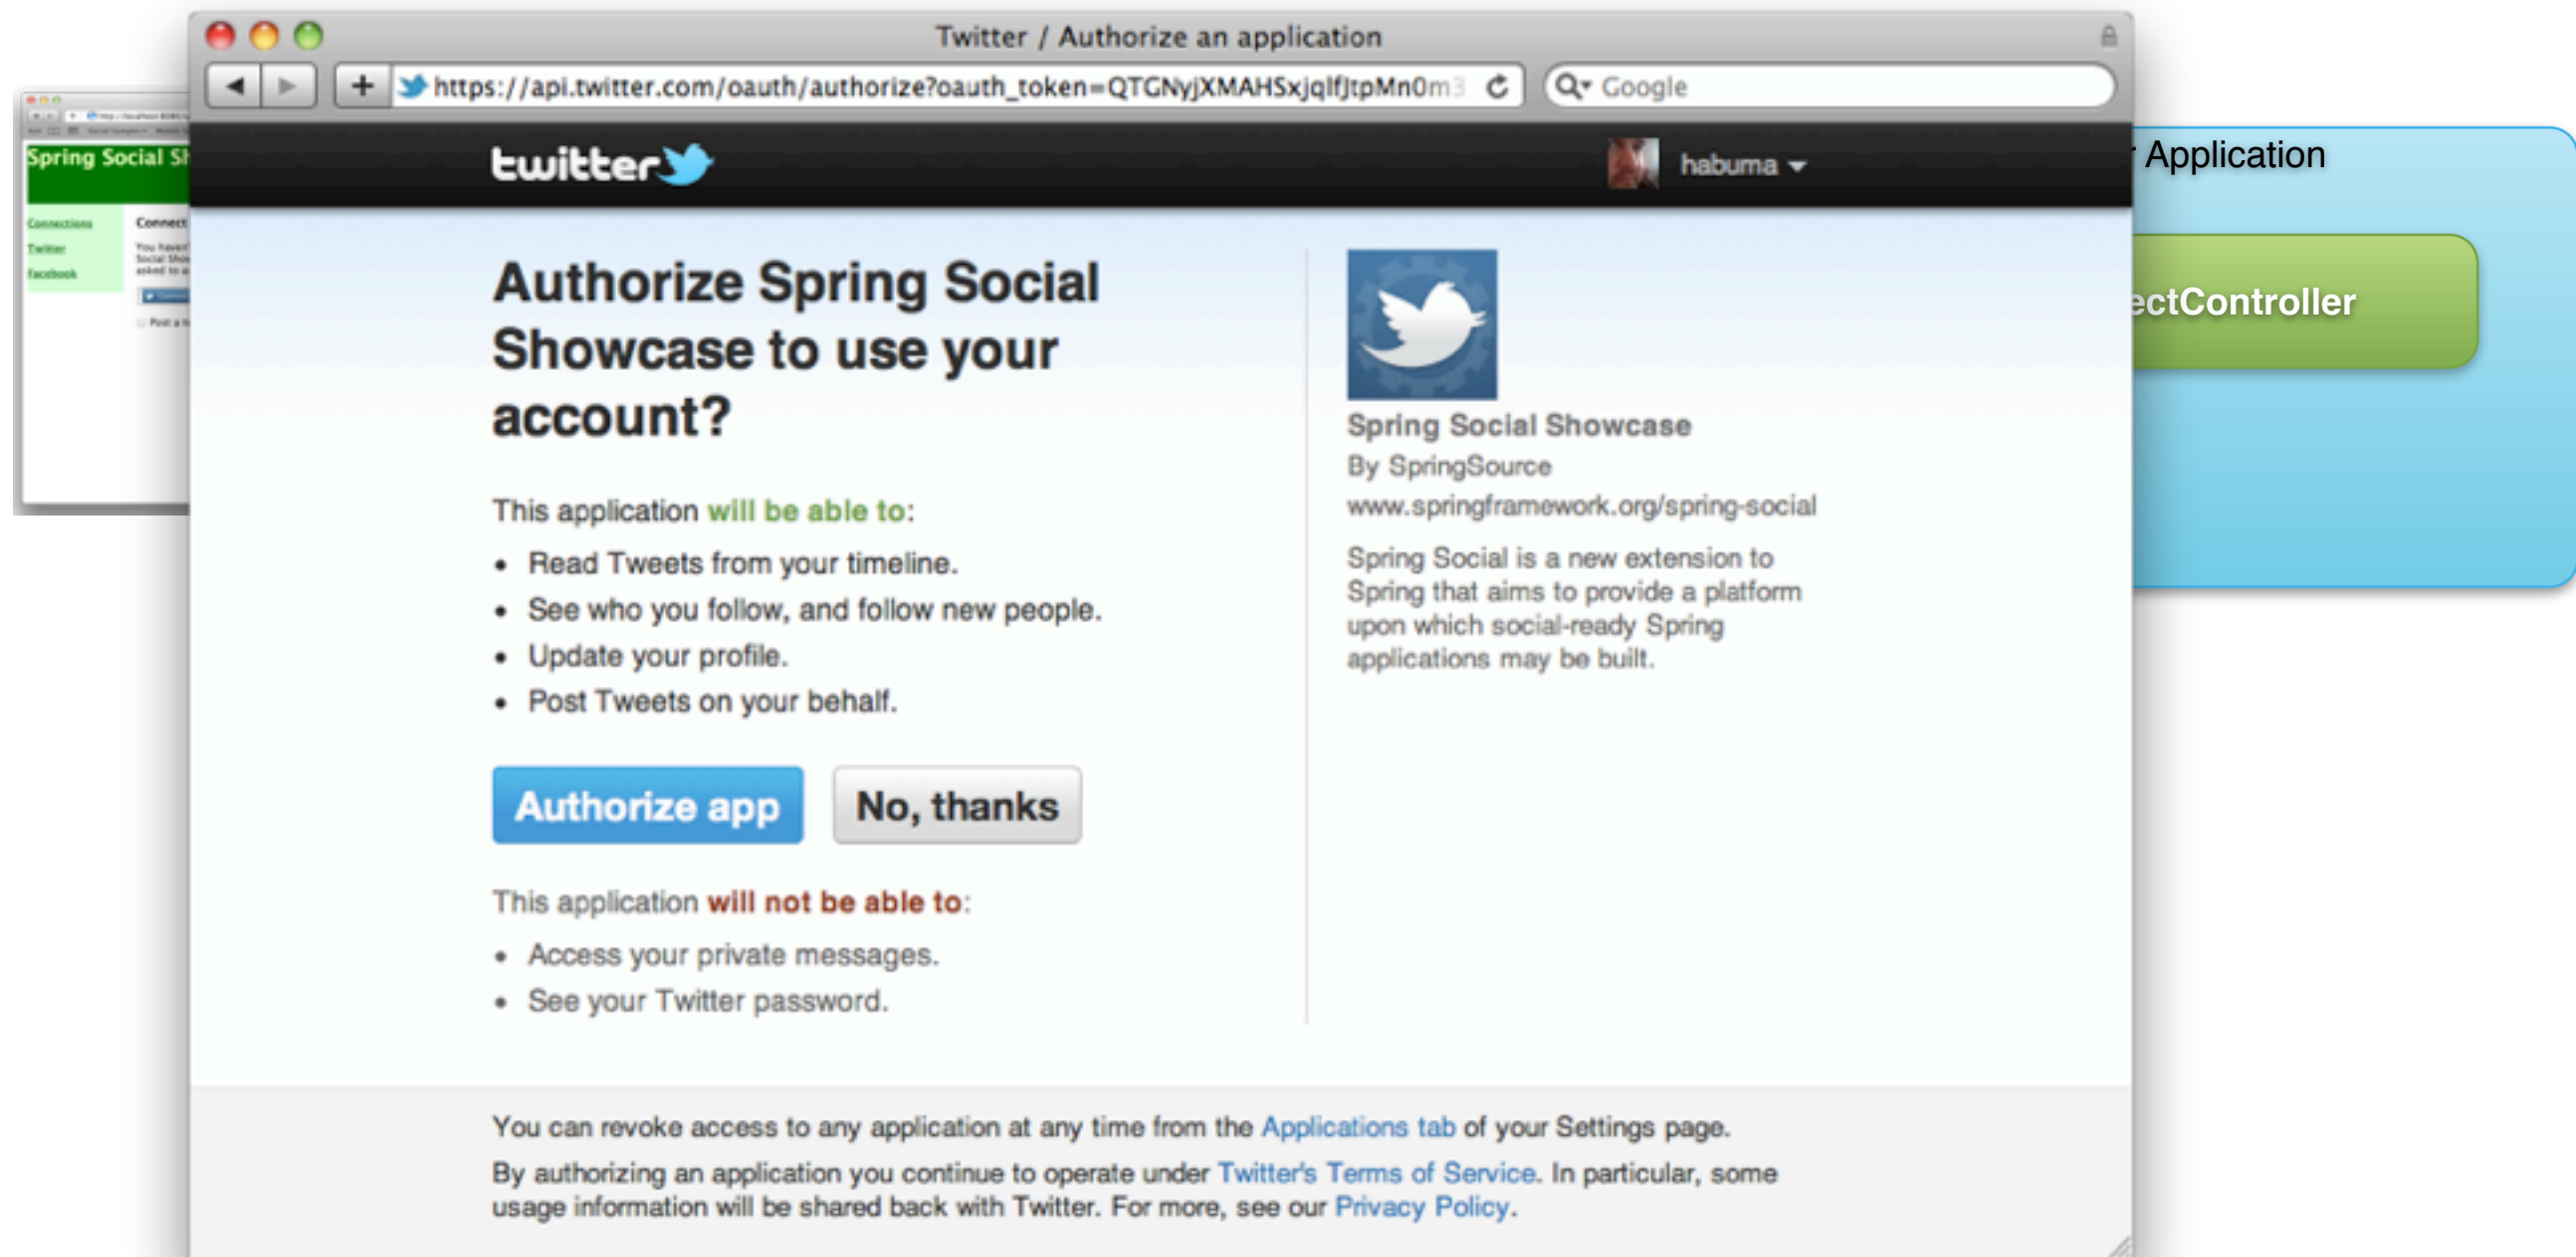 Twitter / Authorize an application
https://api.twitter.com/oauth/authorize?oauth_token=QTGNyjXMAHSxjqlfJtpMn0m3
Google
Spring Social
Connections
Twitter
Facebook
Connect
You haven
Social Sho
asked to a
Post a
twitter
habuma
Application
ectController
Authorize Spring Social
Showcase to use your
account?
This application will be able to:
• Read Tweets from your timeline.
• See who you follow, and follow new people.
• Update your profile.
• Post Tweets on your behalf.
Authorize app
No, thanks
This application will not be able to:
• Access your private messages.
• See your Twitter password.
Spring Social Showcase
By SpringSource
www.springframework.org/spring-social
Spring Social is a new extension to
Spring that aims to provide a platform
upon which social-ready Spring
applications may be built.
You can revoke access to any application at any time from the Applications tab of your Settings page.
By authorizing an application you continue to operate under Twitter's Terms of Service. In particular, some
usage information will be shared back with Twitter. For more, see our Privacy Policy.